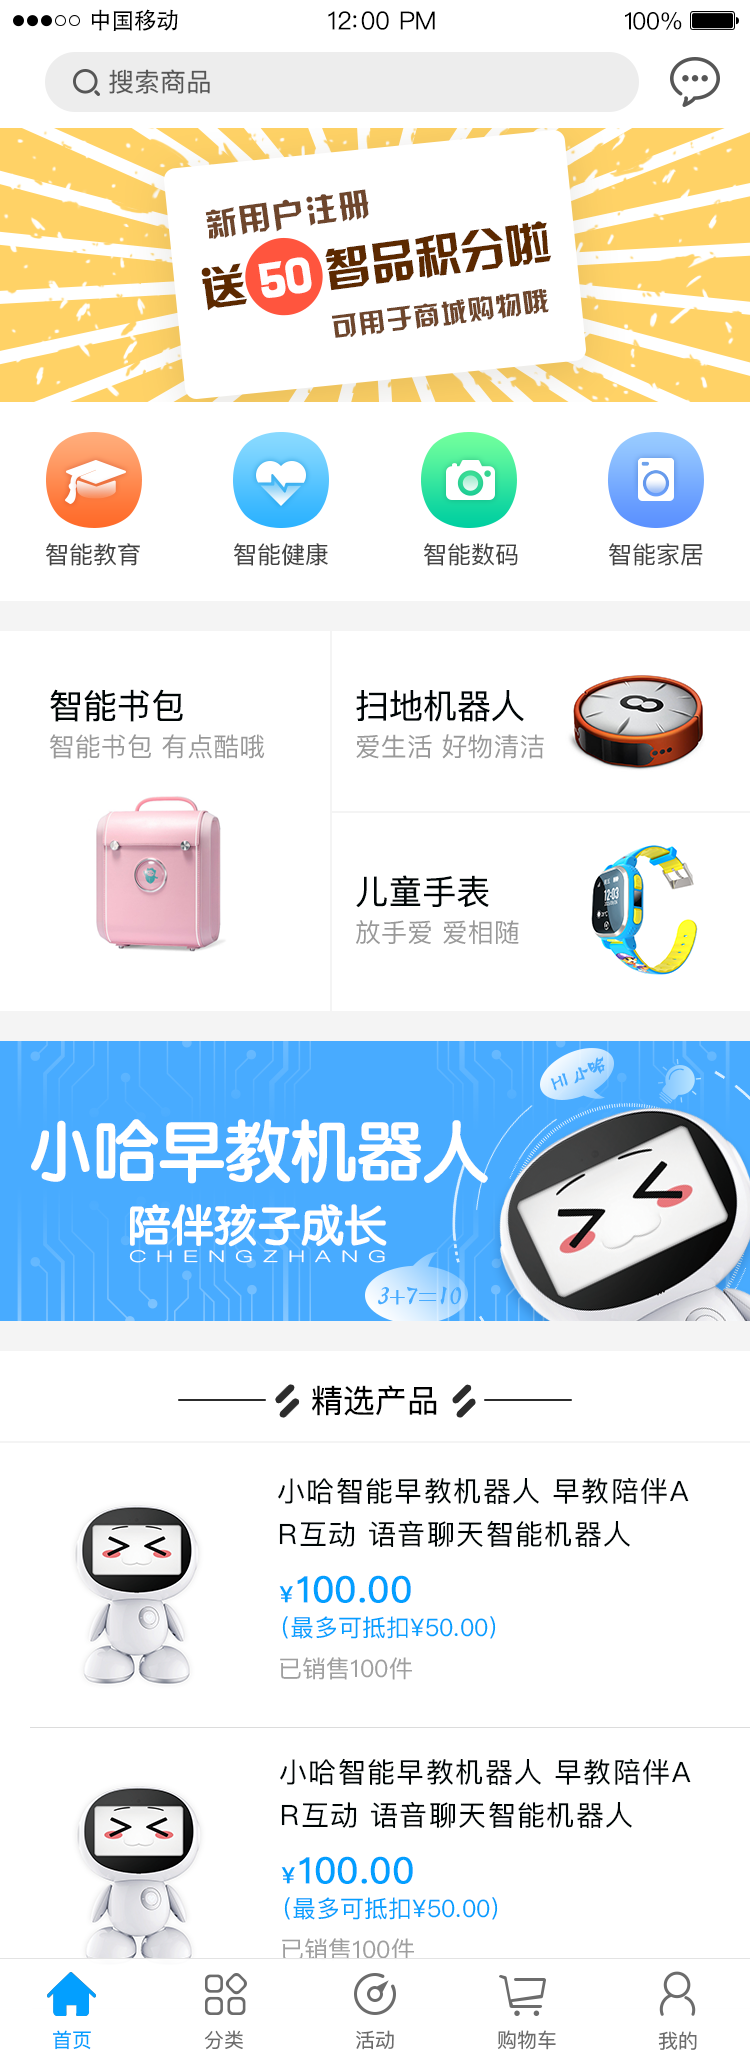 中国移动 12:00 PM 100%
搜索商品
新用户注册
送50智品积分啦
可用于商城购物哦
智能教育 智能健康 智能数码 智能家居
智能书包
智能书包 有点酷哦
扫地机器人
爱生活 好物清洁
儿童手表
放手爱 爱相随
12:03
HI 小哈
小哈早教机器人
陪伴孩子成长
CHENGZHANG
3+7=10
精选产品
小哈智能早教机器人 早教陪伴A
R互动 语音聊天智能机器人
¥100.00
(最多可抵扣¥50.00)
已销售100件
小哈智能早教机器人 早教陪伴A
R互动 语音聊天智能机器人
¥100.00
(最多可抵扣¥50.00)
已销售100件
首页 分类 活动 购物车 我的